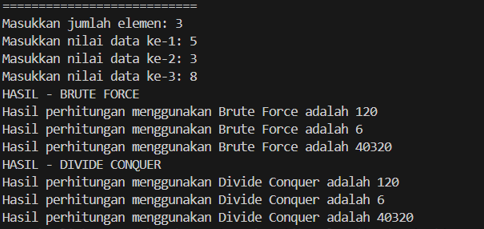 ===========================
Masukkan jumlah elemen: 3
Masukkan nilai data ke-1: 5
Masukkan nilai data ke-2: 3
Masukkan nilai data ke-3: 8
HASIL - BRUTE FORCE
Hasil perhitungan menggunakan Brute Force adalah 120
Hasil perhitungan menggunakan Brute Force adalah 6
Hasil perhitungan menggunakan Brute Force adalah 40320
HASIL - DIVIDE CONQUER
Hasil perhitungan menggunakan Divide Conquer adalah 120
Hasil perhitungan menggunakan Divide Conquer adalah 6
Hasil perhitungan menggunakan Divide Conquer adalah 40320